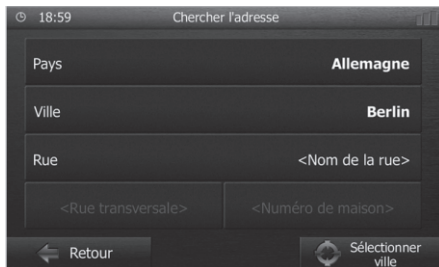 18:59 Chercher l'adresse
Pays Allemagne
Ville Berlin
Rue <Nom de la rue>
<Rue transversale> <Numéro de maison>
Retour Sélectionner
ville